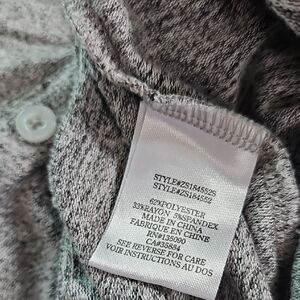 STYLE#ZS184552S
STYLE#ZS184552
62%POLYESTER
33%RAYON 5%SPANDEX
MADE IN CHINA
FABRIQUE EN CHINE
RN#135000
CA#35884
SEE REVERSE FOR CARE
VOIR INSTRUCTIONS AU DOS